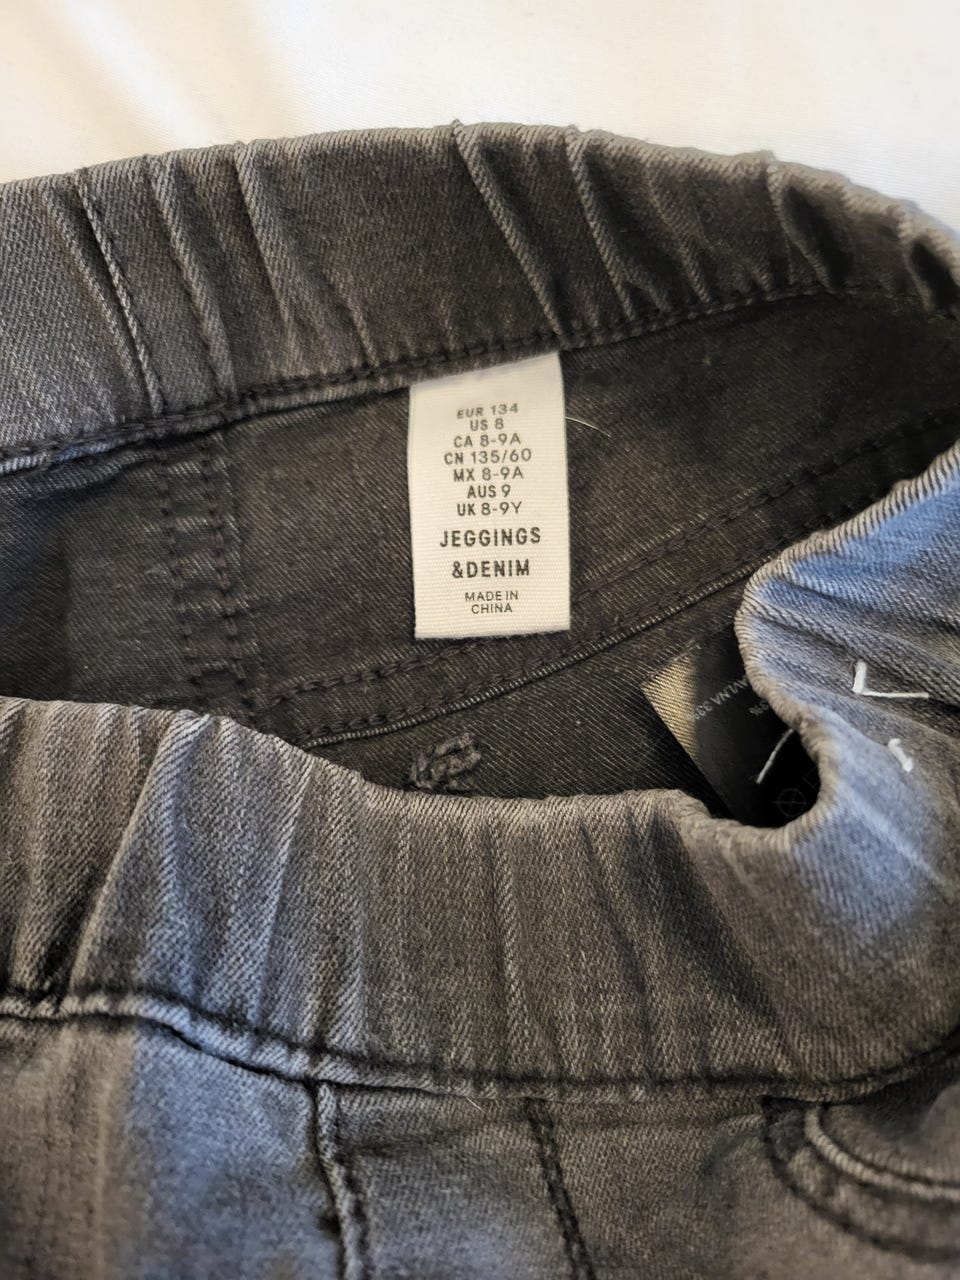 EUR 134
US 8
CA 8-9A
CN 135/60
MX 8-9A
AUS 9
UK 8-9Y
JEGGINGS
&DENIM
MADE IN
CHINA